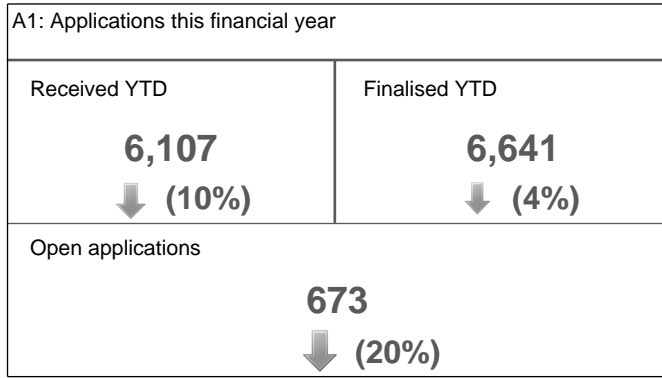 A1: Applications this financial year
Received YTD
6,107
(10%)
Finalised YTD
6,641
(4%)
Open applications
673
(20%)